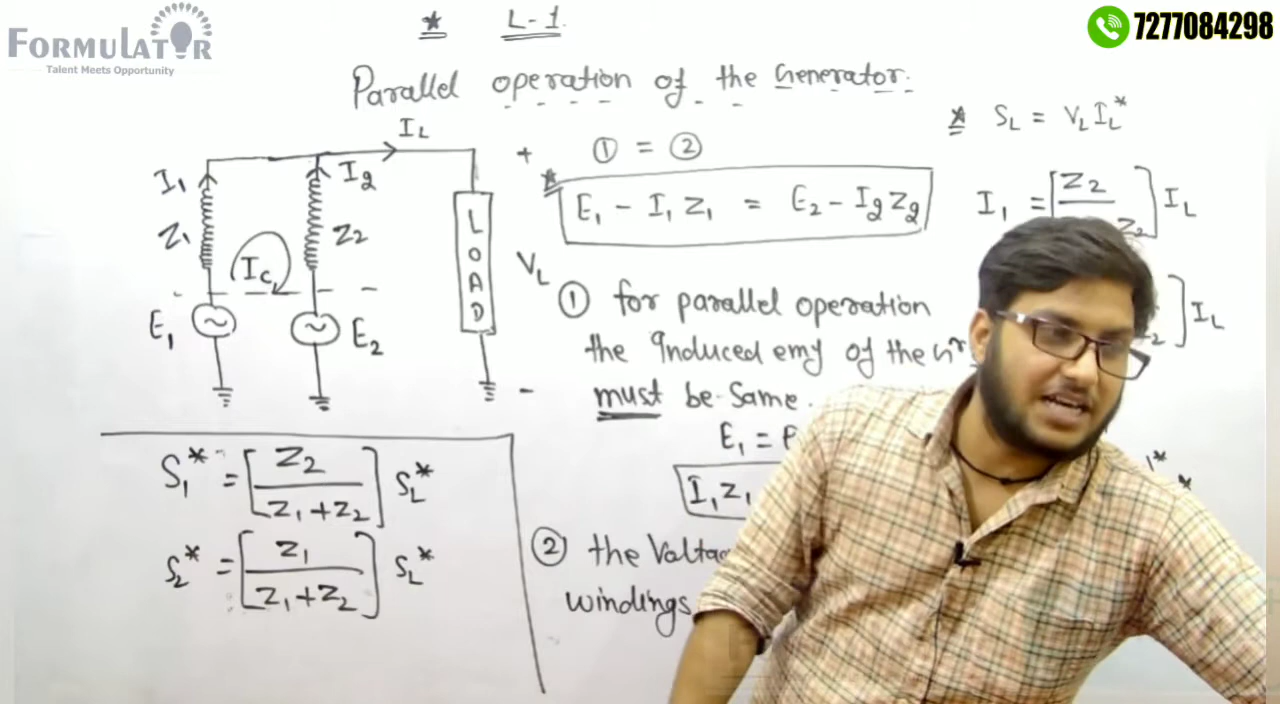 FORMULATOR
Talent Meets Opportunity
7277084298
* L-1.
Parallel operation of the Generator.
I_L
I_1
I_2
Z_1
Z_2
I_C
E_1
E_2
LOAD
+
V_L
-
① = ②
* E_1 - I_1 Z_1 = E_2 - I_2 Z_2
* S_L = V_L I_L*
I_1 = [Z_2 / Z_2] I_L
] I_L
① for parallel operation
the induced emf of the
must be Same.
E_1 =
I_1 Z_1
② the
windings
S_1* = [Z_2 / Z_1 + Z_2] S_L*
S_2* = [Z_1 / Z_1 + Z_2] S_L*